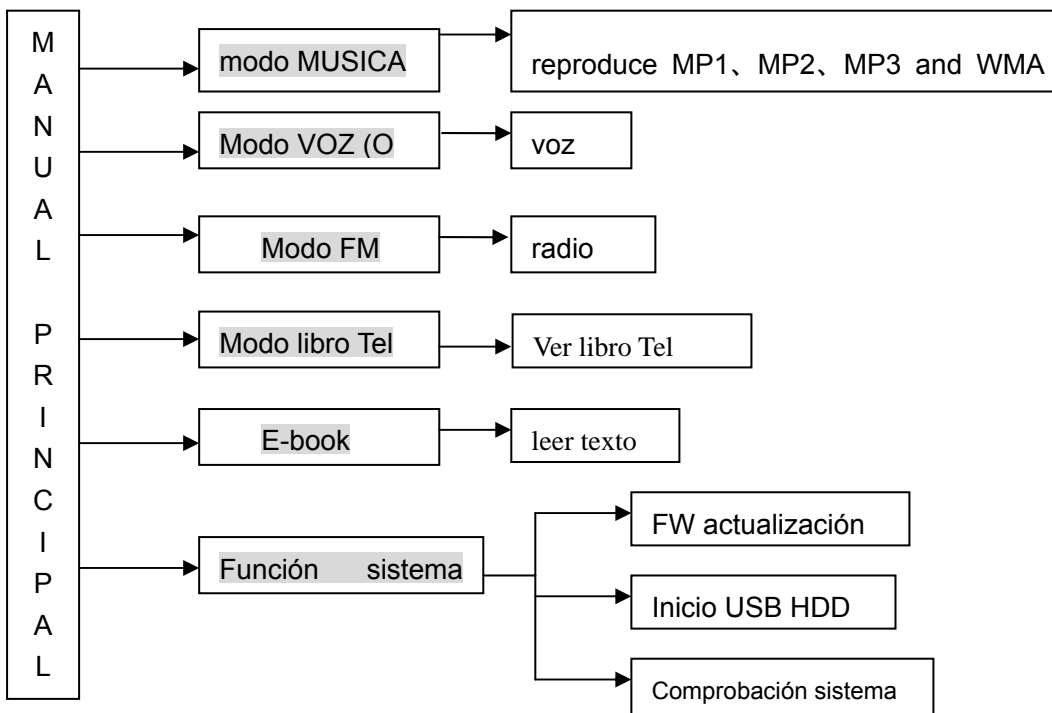 MANUAL PRINCIPAL
modo MUSICA
reproduce MP1、MP2、MP3 and WMA
Modo VOZ (O
voz
Modo FM
radio
Modo libro Tel
Ver libro Tel
E-book
leer texto
Función sistema
FW actualización
Inicio USB HDD
Comprobación sistema